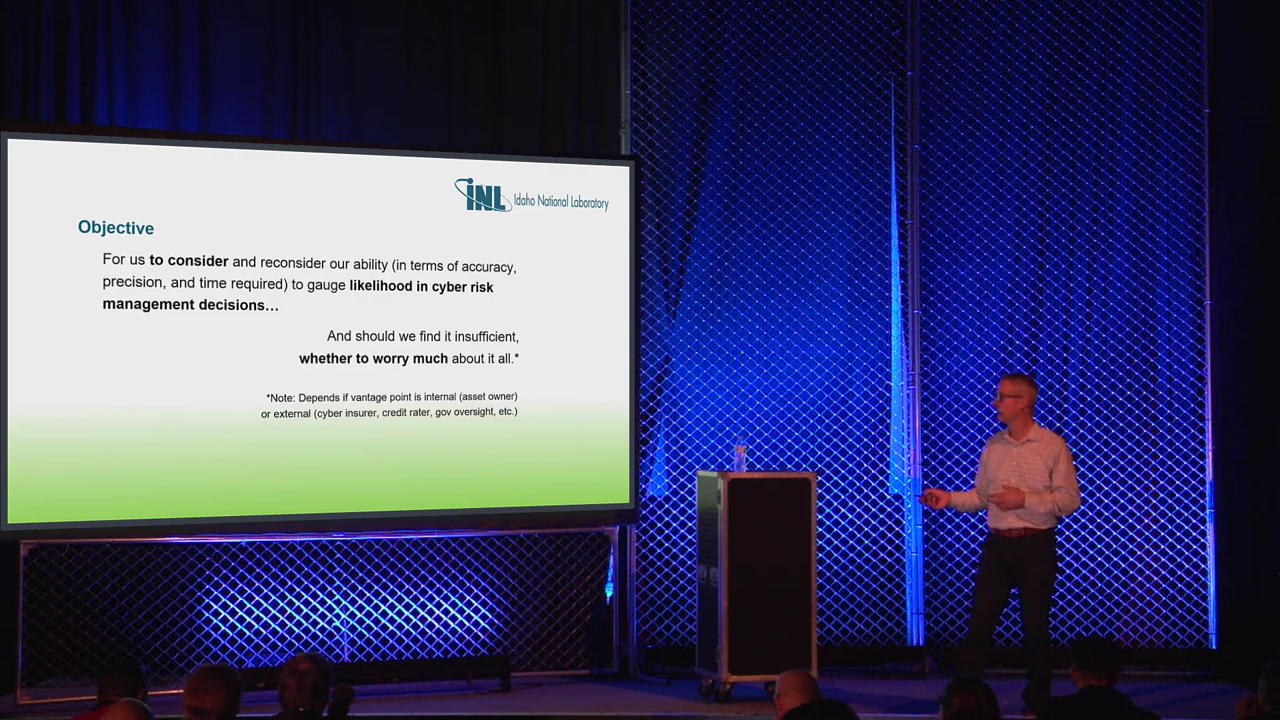 iNL Idaho National Laboratory
Objective
For us to consider and reconsider our ability (in terms of accuracy,
precision, and time required) to gauge likelihood in cyber risk
management decisions…
And should we find it insufficient,
whether to worry much about it all.*
*Note: Depends if vantage point is internal (asset owner)
or external (cyber insurer, credit rater, gov oversight, etc.)